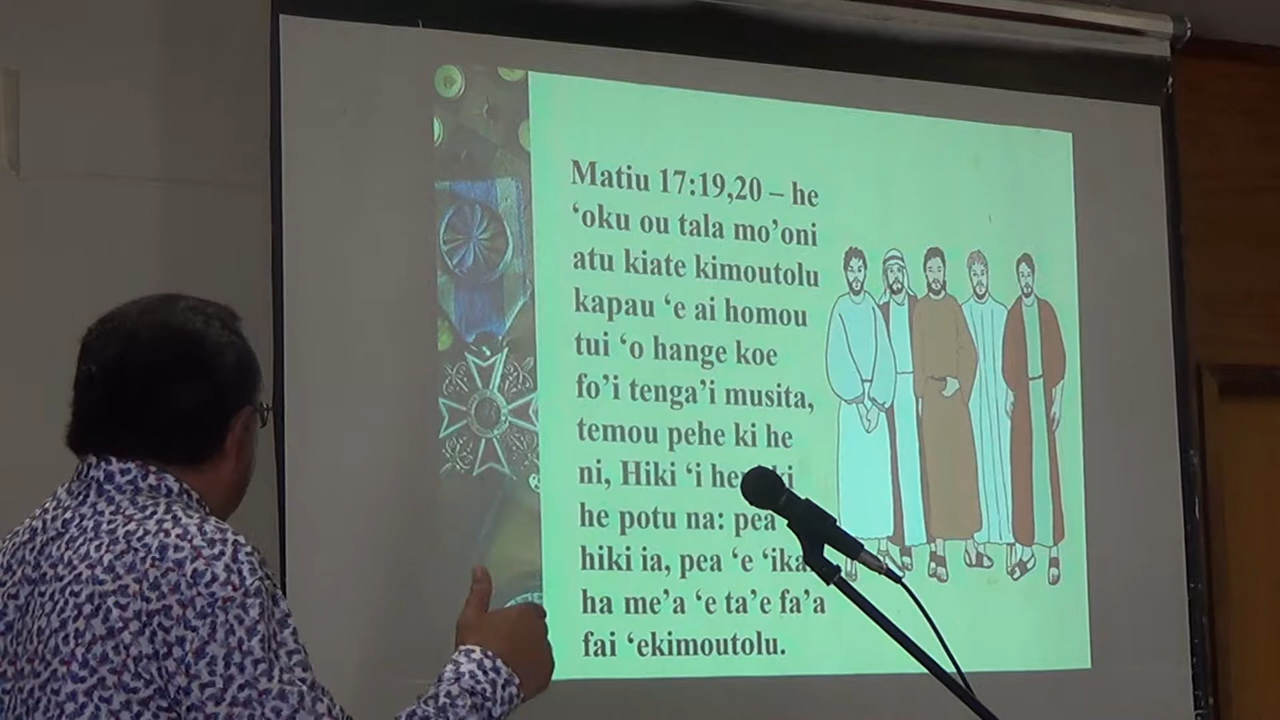 Matiu 17:19,20 – he
‘oku ou tala mo’oni
atu kiate kimoutolu
kapau ‘e ai homou
tui ‘o hange koe
fo’i tenga’i musita,
temou pehe ki he
ni, Hiki ‘i
he potu na: pea
hiki ia, pea ‘e
ha me’a ‘e ta’e fa’a
fai ‘ekimoutolu.